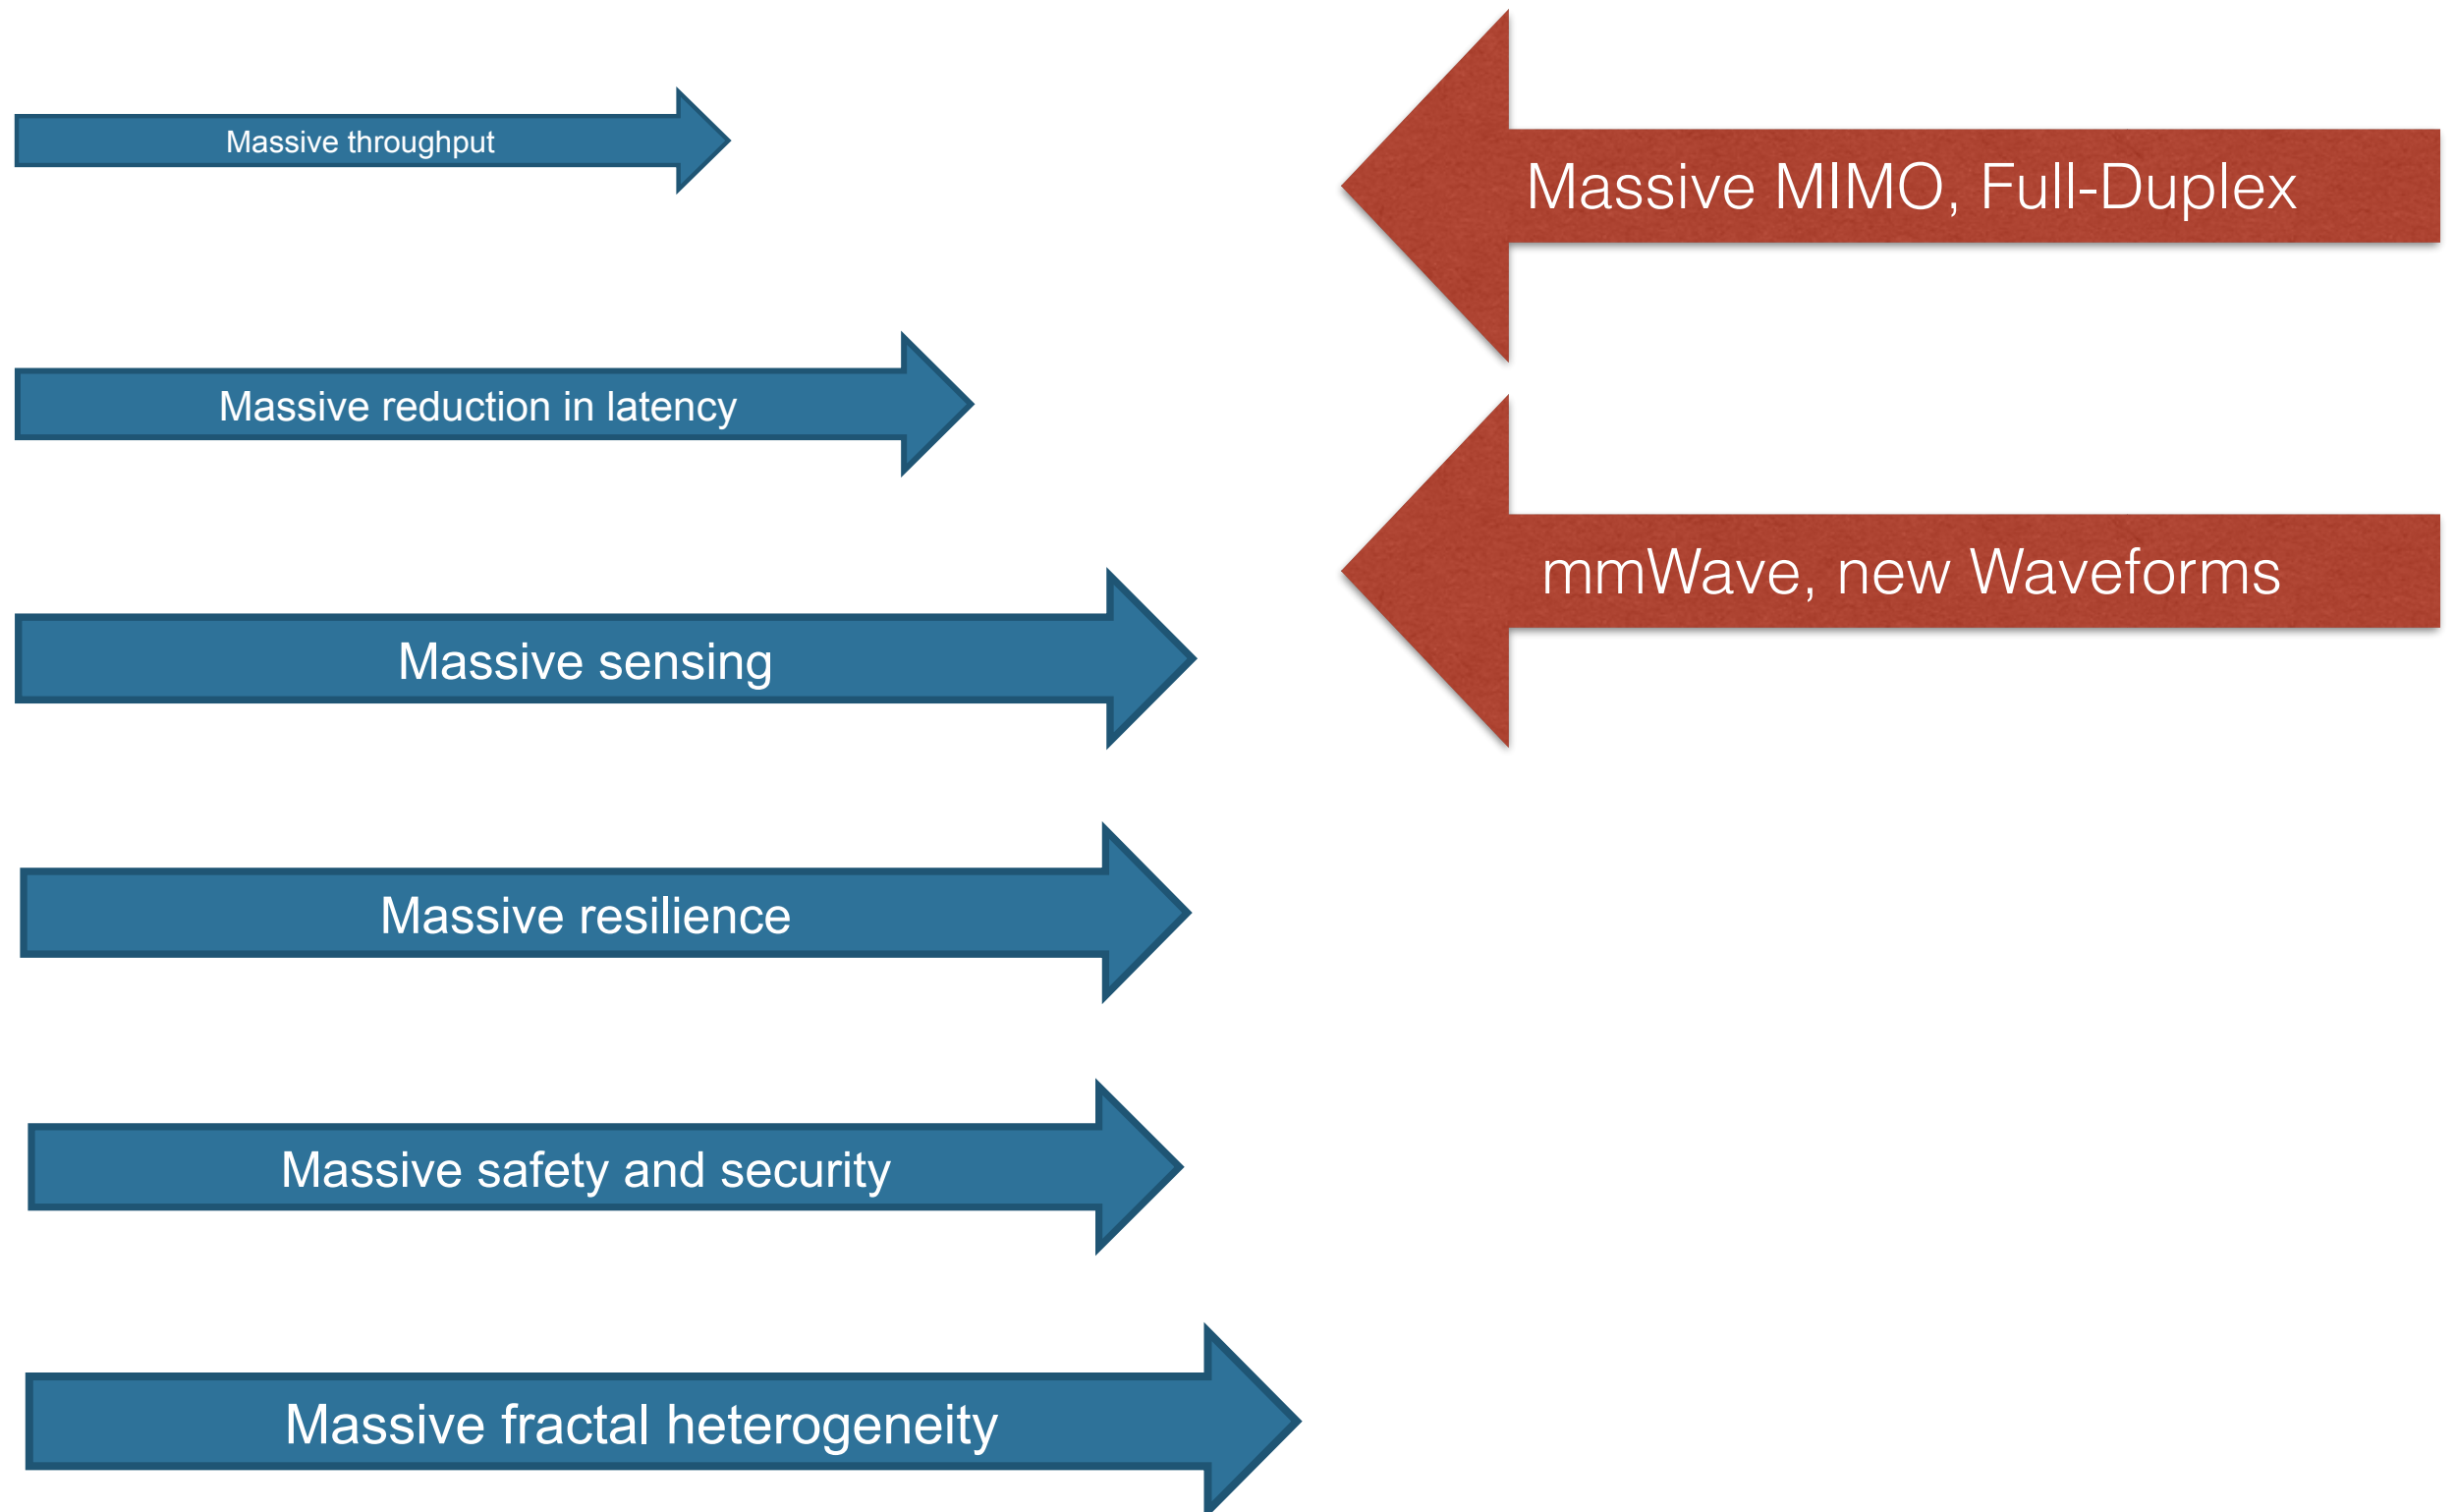 Massive throughput
Massive MIMO, Full-Duplex
Massive reduction in latency
mmWave, new Waveforms
Massive sensing
Massive resilience
Massive safety and security
Massive fractal heterogeneity